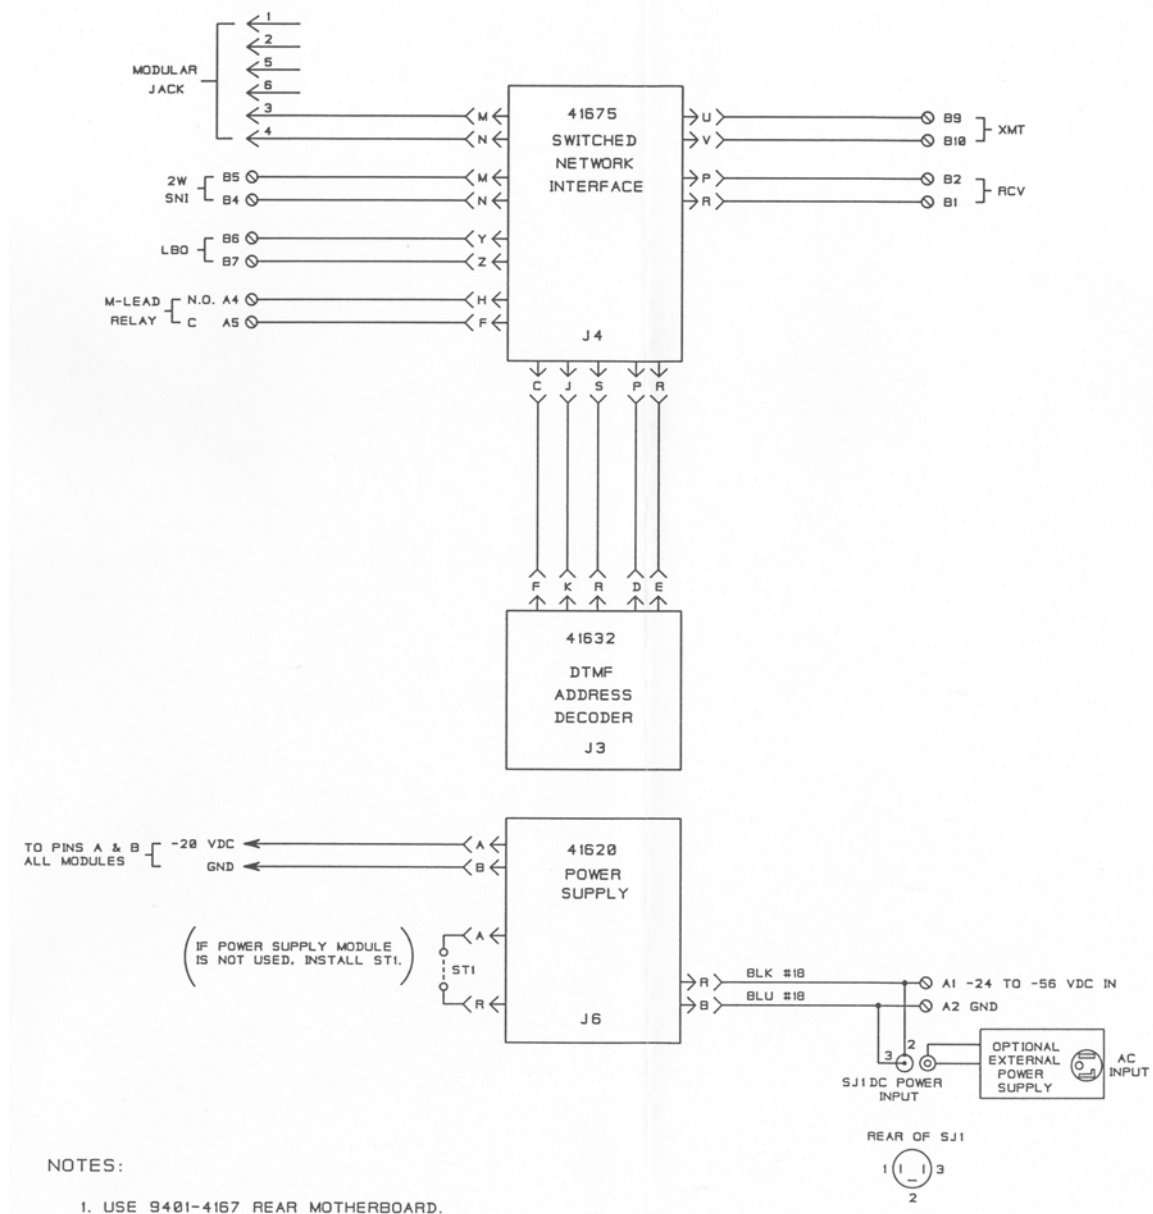 1
2
5
6
3
4
MODULAR
JACK
M
N
2W
SNI
B5
B4
M
N
LBO
B6
B7
Y
Z
M-LEAD
RELAY
N.O. A4
C A5
H
F
41675
SWITCHED
NETWORK
INTERFACE
J4
U
V
P
R
B9
B10
XMT
B2
B1
RCV
C J S P R
F K R D E
41632
DTMF
ADDRESS
DECODER
J3
TO PINS A & B
ALL MODULES
-20 VDC
GND
A
B
41620
POWER
SUPPLY
J6
(IF POWER SUPPLY MODULE
IS NOT USED, INSTALL ST1.)
A
ST1
R
R
B
BLK #18
BLU #18
A1 -24 TO -56 VDC IN
A2 GND
2
3
SJ1 DC POWER
INPUT
OPTIONAL
EXTERNAL
POWER
SUPPLY
AC
INPUT
REAR OF SJ1
1 3
2
NOTES:
1. USE 9401-4167 REAR MOTHERBOARD.